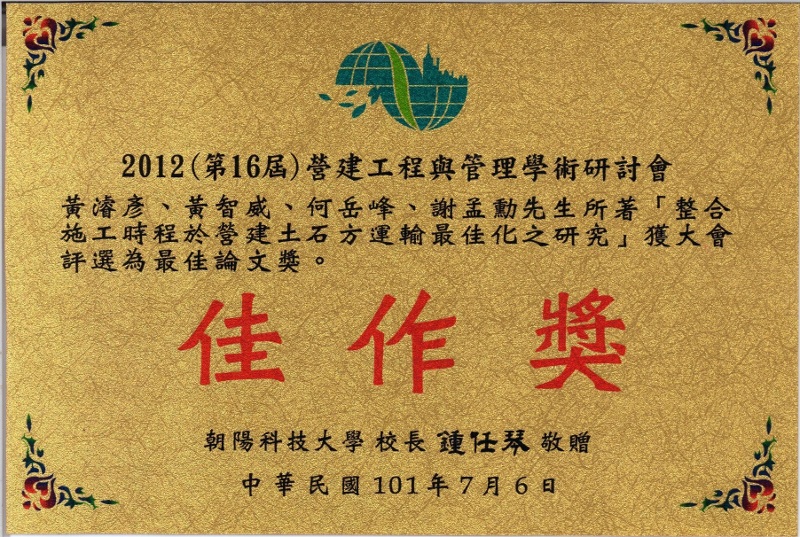 2012(第16屆)營建工程與管理學術研討會
黃濬彥、黃智威、何岳峰、謝孟勳先生所著「整合
施工時程於營建土石方運輸最佳化之研究」獲大會
評選為最佳論文獎。
佳作獎
朝陽科技大學 校長 鍾任琴 敬贈
中華民國 101 年 7 月 6 日